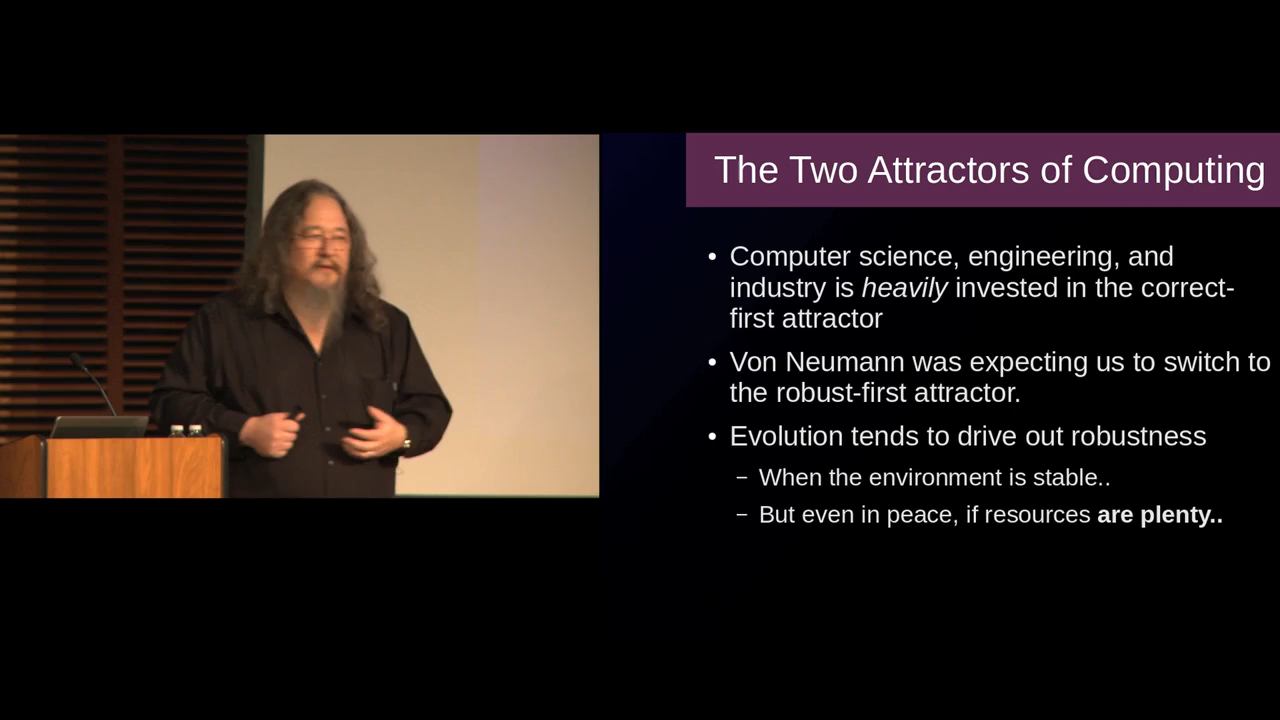 The Two Attractors of Computing
• Computer science, engineering, and
industry is heavily invested in the correct-
first attractor
• Von Neumann was expecting us to switch to
the robust-first attractor.
• Evolution tends to drive out robustness
– When the environment is stable..
– But even in peace, if resources are plenty..